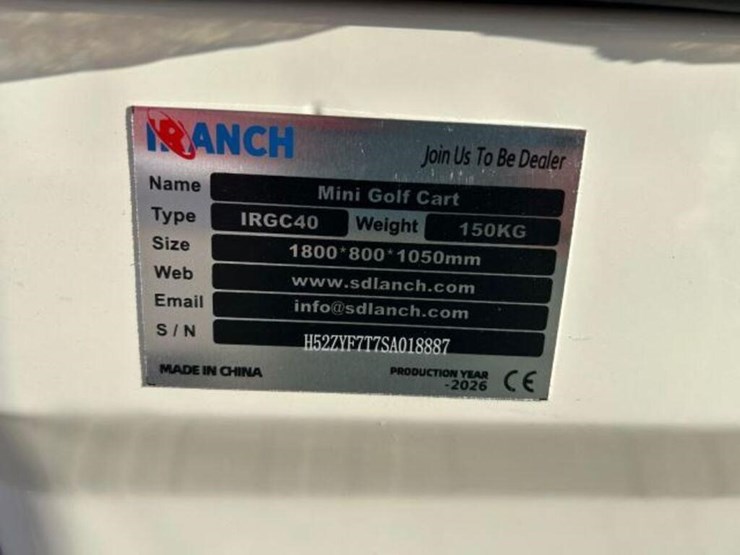 IRANCH
Join Us To Be Dealer
Name Mini Golf Cart
Type IRGC40 Weight 150KG
Size 1800*800*1050mm
Web www.sdlanch.com
Email info@sdlanch.com
S / N H52ZYF7T7SA018887
MADE IN CHINA
PRODUCTION YEAR
-2026 CE